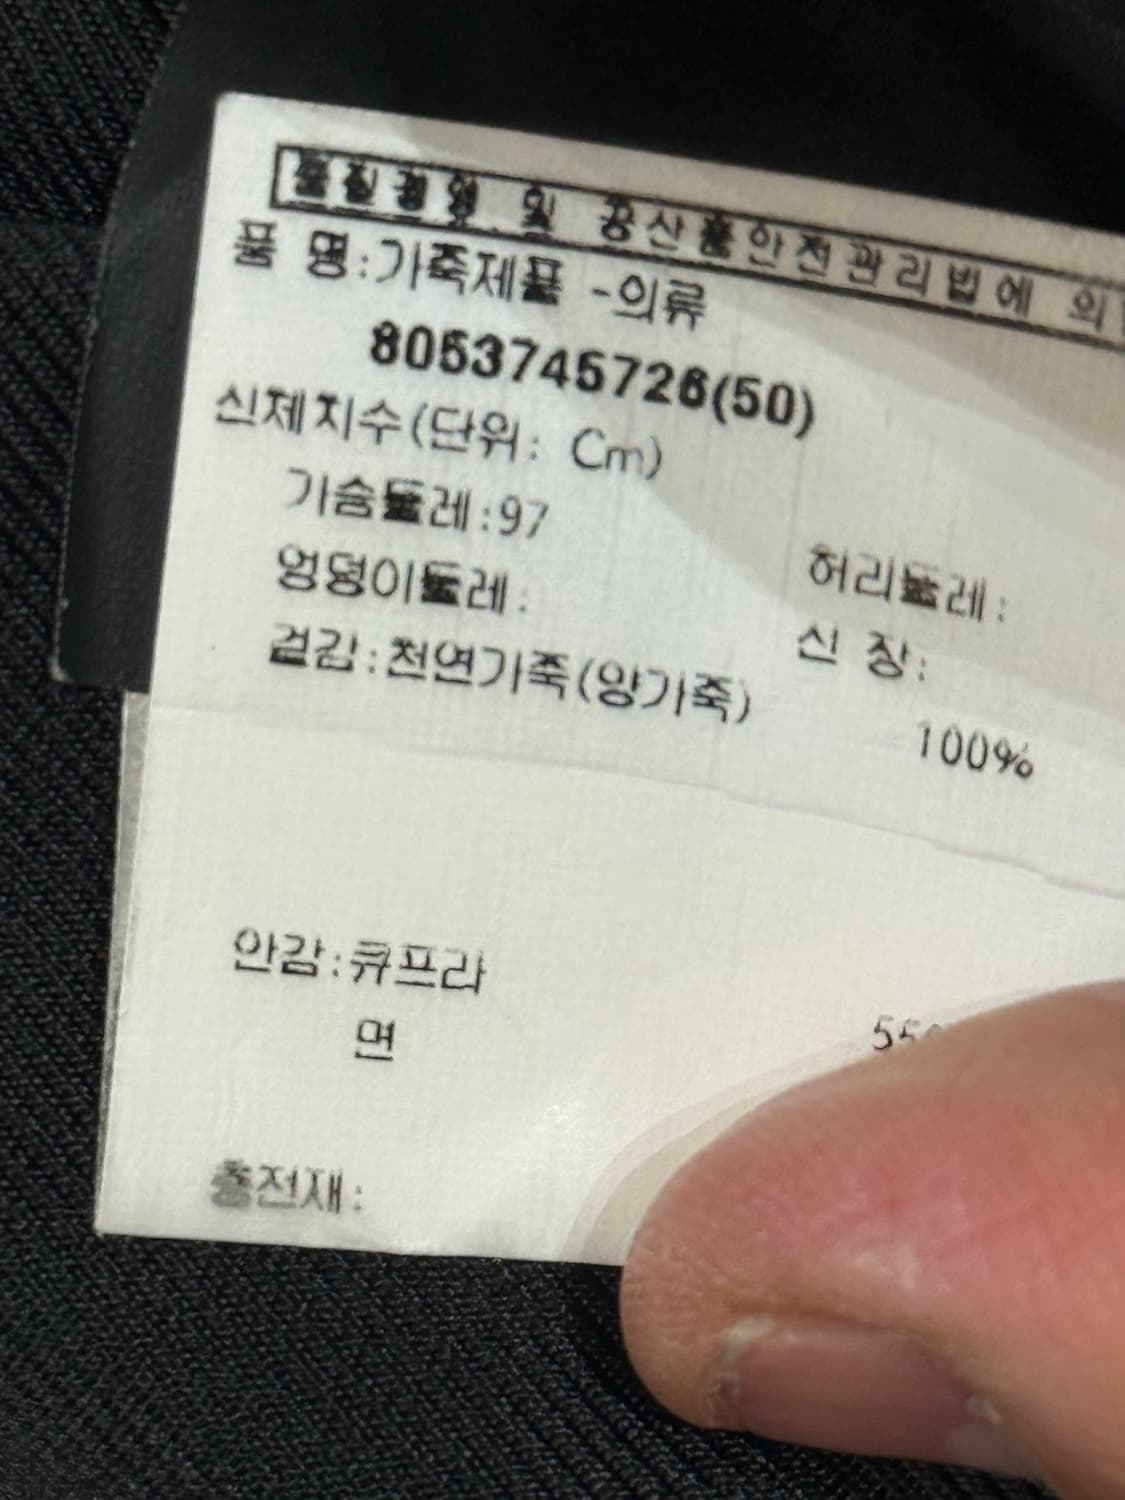 품질경영 및 공산품안전관리법에 의
품 명:가죽제품 -의류
8053745726(50)
신체치수(단위: Cm)
가슴둘레:97 허리둘레:
엉덩이둘레: 신 장:
겉감:천연가죽(양가죽) 100%
안감:큐프라 55
면
충전재: